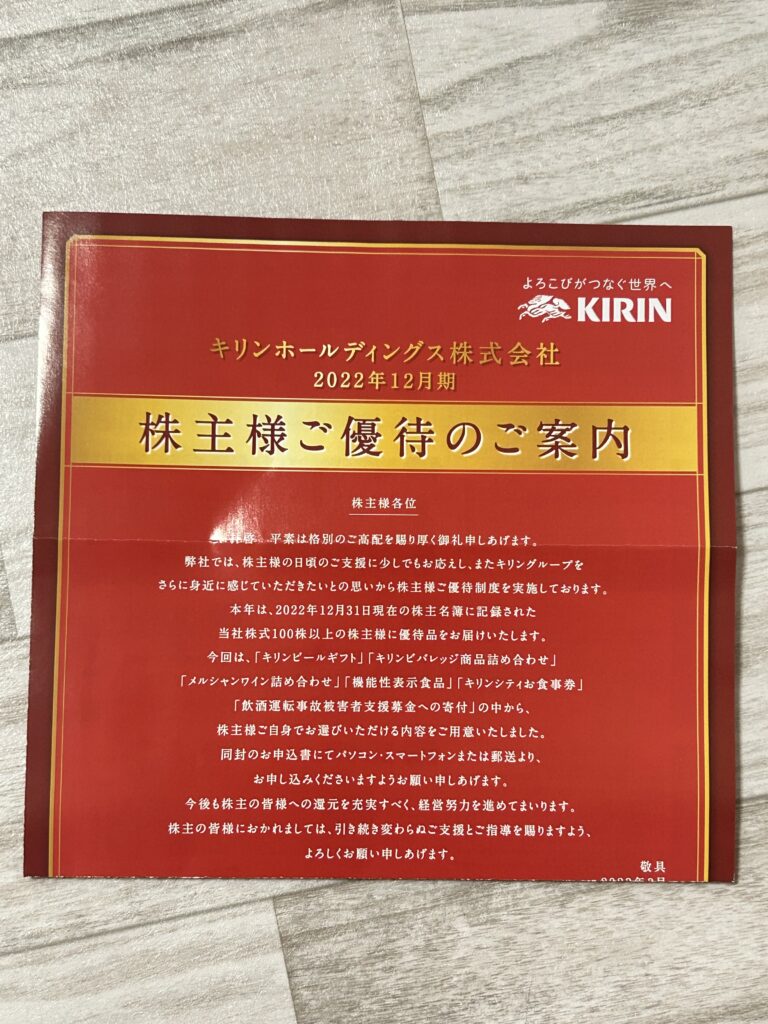 よろこびがつなぐ世界へ
KIRIN
キリンホールディングス株式会社
2022年12月期
株主様ご優待のご案内
株主様各位
拝啓 平素は格別のご高配を賜り厚く御礼申しあげます。
弊社では、株主様の日頃のご支援に少しでもお応えし、またキリングループを
さらに身近に感じていただきたいとの思いから株主様ご優待制度を実施しております。
本年は、2022年12月31日現在の株主名簿に記録された
当社株式100株以上の株主様に優待品をお届けいたします。
今回は、「キリンビールギフト」「キリンビバレッジ商品詰め合わせ」
「メルシャンワイン詰め合わせ」「機能性表示食品」「キリンシティお食事券」
「飲酒運転事故被害者支援募金への寄付」の中から、
株主様ご自身でお選びいただける内容をご用意いたしました。
同封のお申込書にてパソコン・スマートフォンまたは郵送より、
お申し込みくださいますようお願い申しあげます。
今後も株主の皆様への還元を充実すべく、経営努力を進めてまいります。
株主の皆様におかれましては、引き続き変わらぬご支援とご指導を賜りますよう、
よろしくお願い申しあげます。
敬具